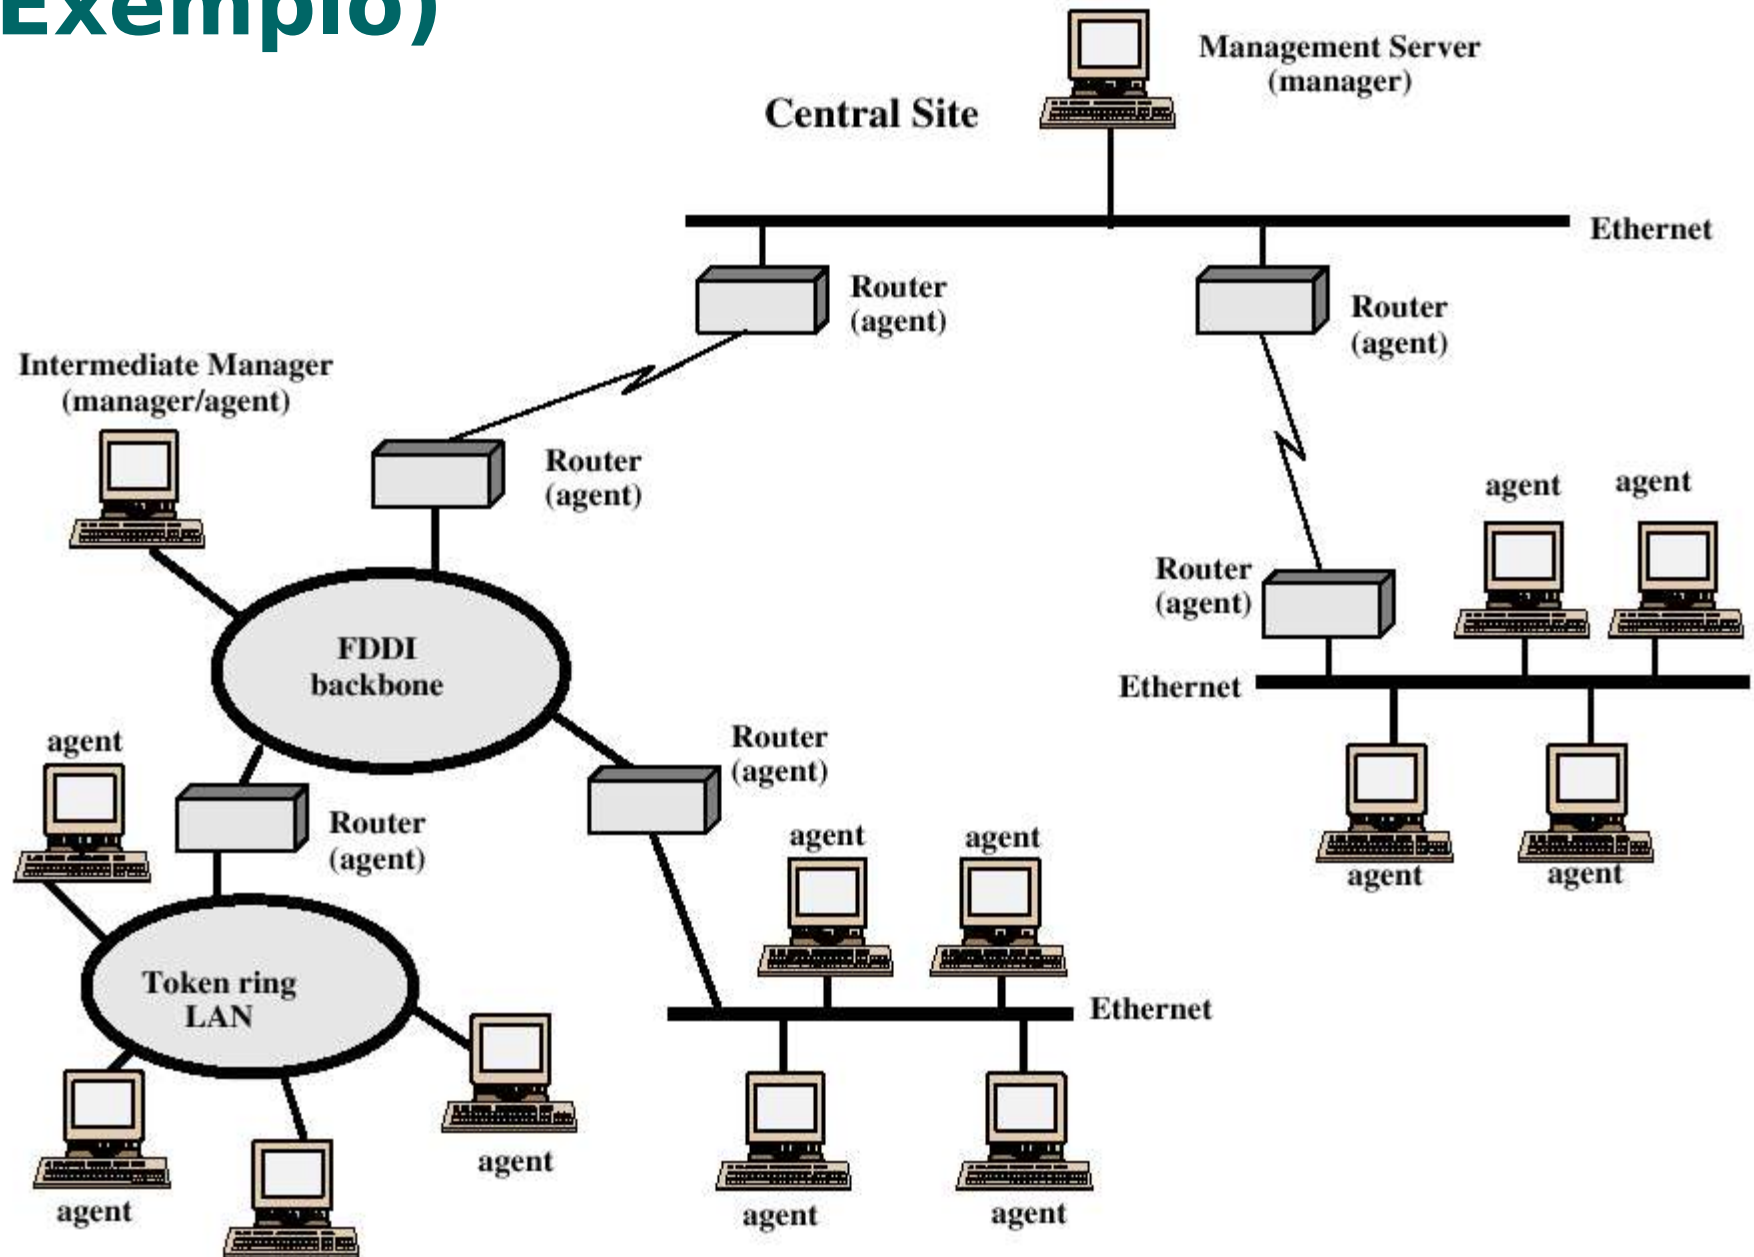 Exemplo)
Management Server
(manager)
Central Site
Ethernet
Router
(agent)
Router
(agent)
Intermediate Manager
(manager/agent)
Router
(agent)
agent
agent
Router
(agent)
Ethernet
FDDI
backbone
agent
Router
(agent)
Router
(agent)
agent
agent
agent
agent
Token ring
LAN
Ethernet
agent
agent
agent
agent